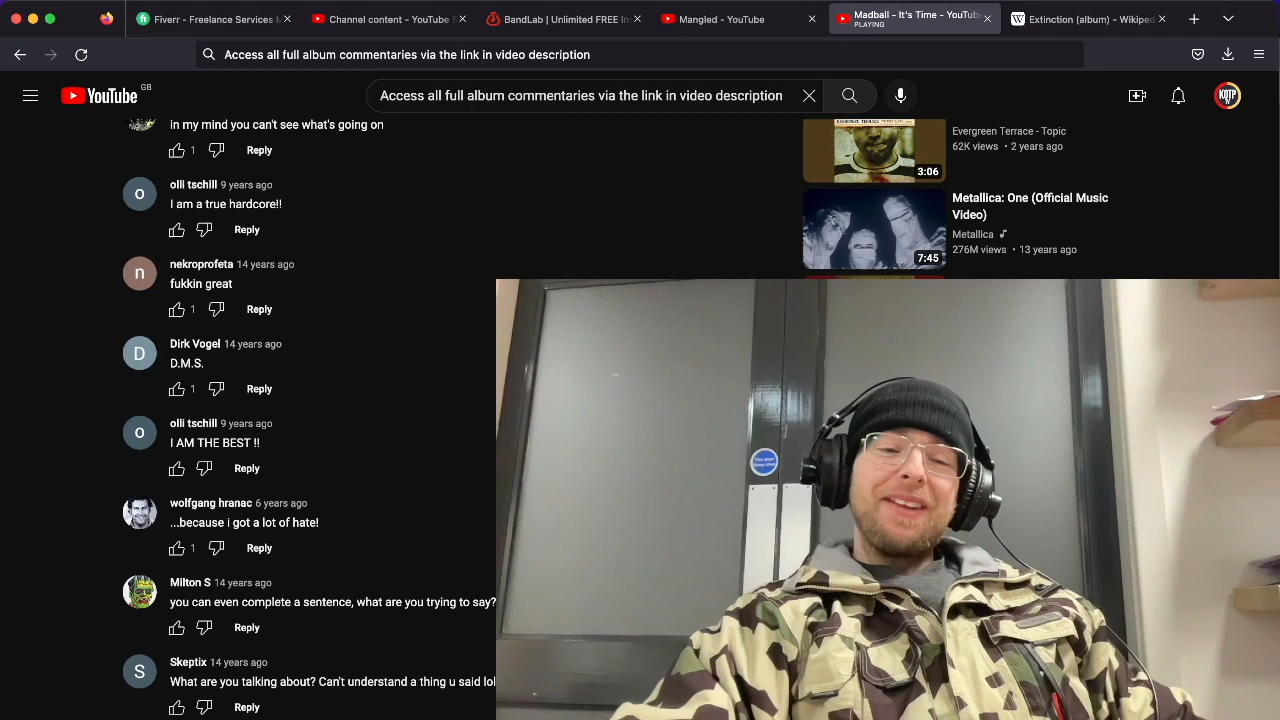 Fiverr - Freelance Services M
Channel content - YouTube S
BandLab | Unlimited FREE In
Mangled - YouTube
Madball - It's Time - YouTube
PLAYING
Extinction (album) - Wikiped
Access all full album commentaries via the link in video description
YouTube GB
Access all full album commentaries via the link in video description
KOTP TV
in my mind you can't see what's going on
1 Reply
olli tschill 9 years ago
I am a true hardcore!!
Reply
nekroprofeta 14 years ago
fukkin great
1 Reply
Dirk Vogel 14 years ago
D.M.S.
1 Reply
olli tschill 9 years ago
I AM THE BEST !!
Reply
wolfgang hranac 6 years ago
...because i got a lot of hate!
1 Reply
Milton S 14 years ago
you can even complete a sentence, what are you trying to say?
Reply
Skeptix 14 years ago
What are you talking about? Can't understand a thing u said lol
Reply
Evergreen Terrace - Topic
62K views • 2 years ago
3:06
Metallica: One (Official Music
Video)
Metallica
276M views • 13 years ago
7:45